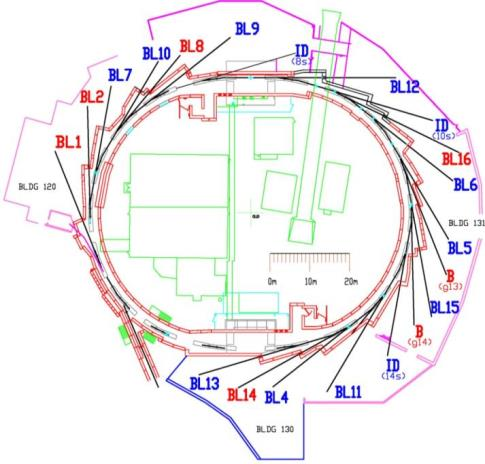 BL9
BL8
BL10
ID
(8s)
BL7
BL12
BL2
ID
(10s)
BL1
BL16
BL6
BLDG 120
BLDG 131
BL5
B
(g13)
0m 10m 20m
BL15
B
(g14)
ID
(14s)
BL13
BL14
BL4
BL11
BLDG 130